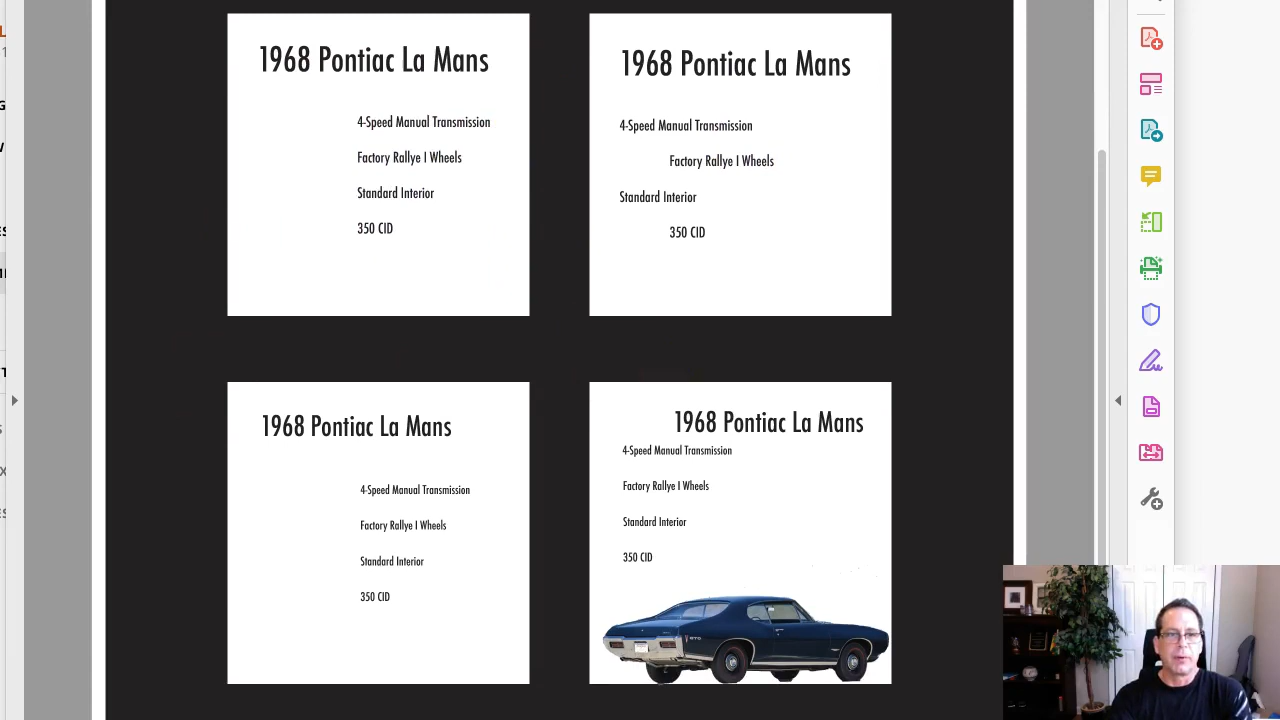 1968 Pontiac La Mans
4-Speed Manual Transmission
Factory Rallye I Wheels
Standard Interior
350 CID
1968 Pontiac La Mans
4-Speed Manual Transmission
Factory Rallye I Wheels
Standard Interior
350 CID
1968 Pontiac La Mans
4-Speed Manual Transmission
Factory Rallye I Wheels
Standard Interior
350 CID
1968 Pontiac La Mans
4-Speed Manual Transmission
Factory Rallye I Wheels
Standard Interior
350 CID
GTO